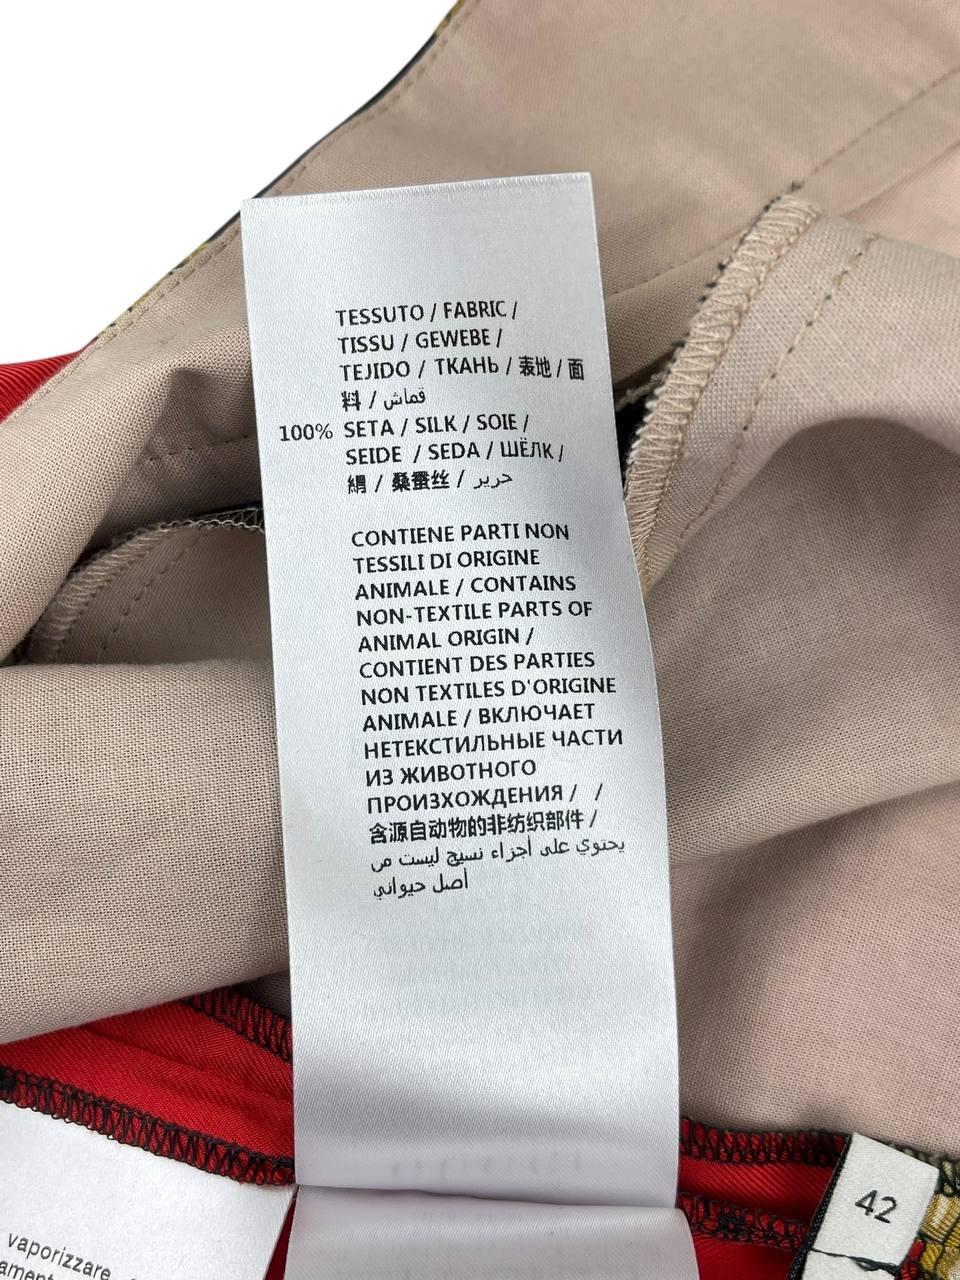 TESSUTO / FABRIC /
TISSU / GEWEBE /
TEJIDO / ТКАНЬ / 表地 / 面
料 / قماش
100% SETA / SILK / SOIE /
SEIDE / SEDA / ШЁЛК /
絹 / 桑蚕丝 / حرير
CONTIENE PARTI NON
TESSILI DI ORIGINE
ANIMALE / CONTAINS
NON-TEXTILE PARTS OF
ANIMAL ORIGIN /
CONTIENT DES PARTIES
NON TEXTILES D'ORIGINE
ANIMALE / ВКЛЮЧАЕТ
НЕТЕКСТИЛЬНЫЕ ЧАСТИ
ИЗ ЖИВОТНОГО
ПРОИЗХОЖДЕНИЯ / /
含源自动物的非纺织部件 /
يحتوي على أجزاء نسيج ليست من
أصل حيواني
42
vaporizzare